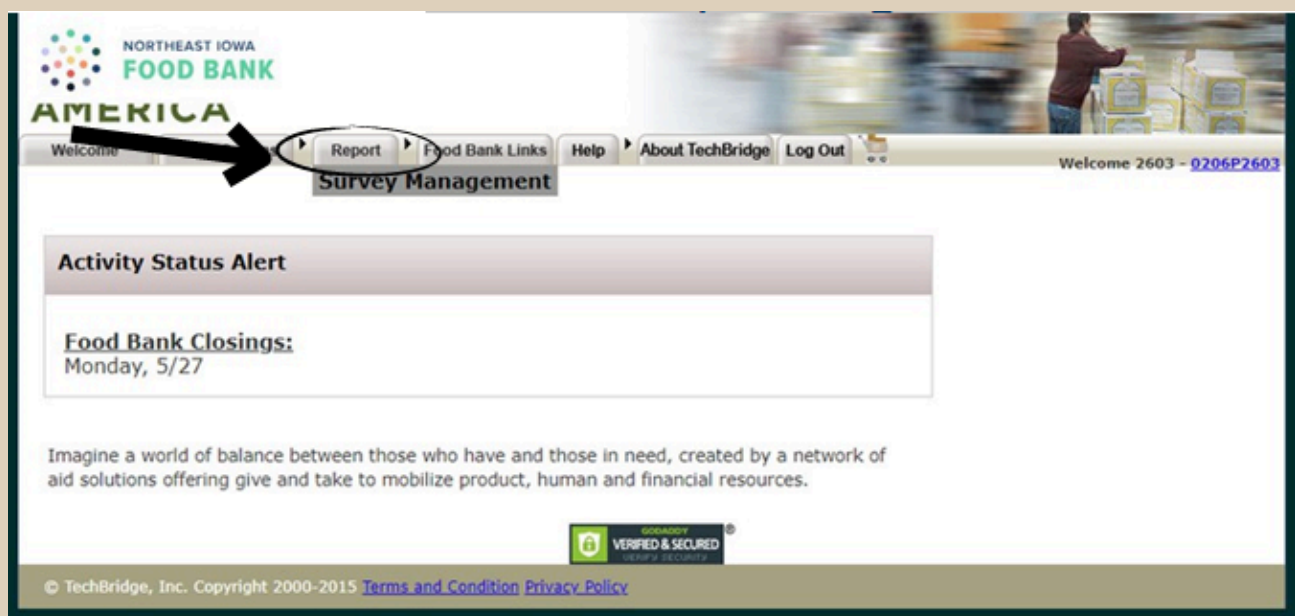 NORTHEAST IOWA
FOOD BANK
AMERICA
Welcome Report Food Bank Links Help About TechBridge Log Out
Welcome 2603 - 0206P2603
Survey Management
Activity Status Alert
Food Bank Closings:
Monday, 5/27
Imagine a world of balance between those who have and those in need, created by a network of
aid solutions offering give and take to mobilize product, human and financial resources.
GODADDY
VERIFIED & SECURED
VERIFY SECURITY
© TechBridge, Inc. Copyright 2000-2015 Terms and Condition Privacy Policy